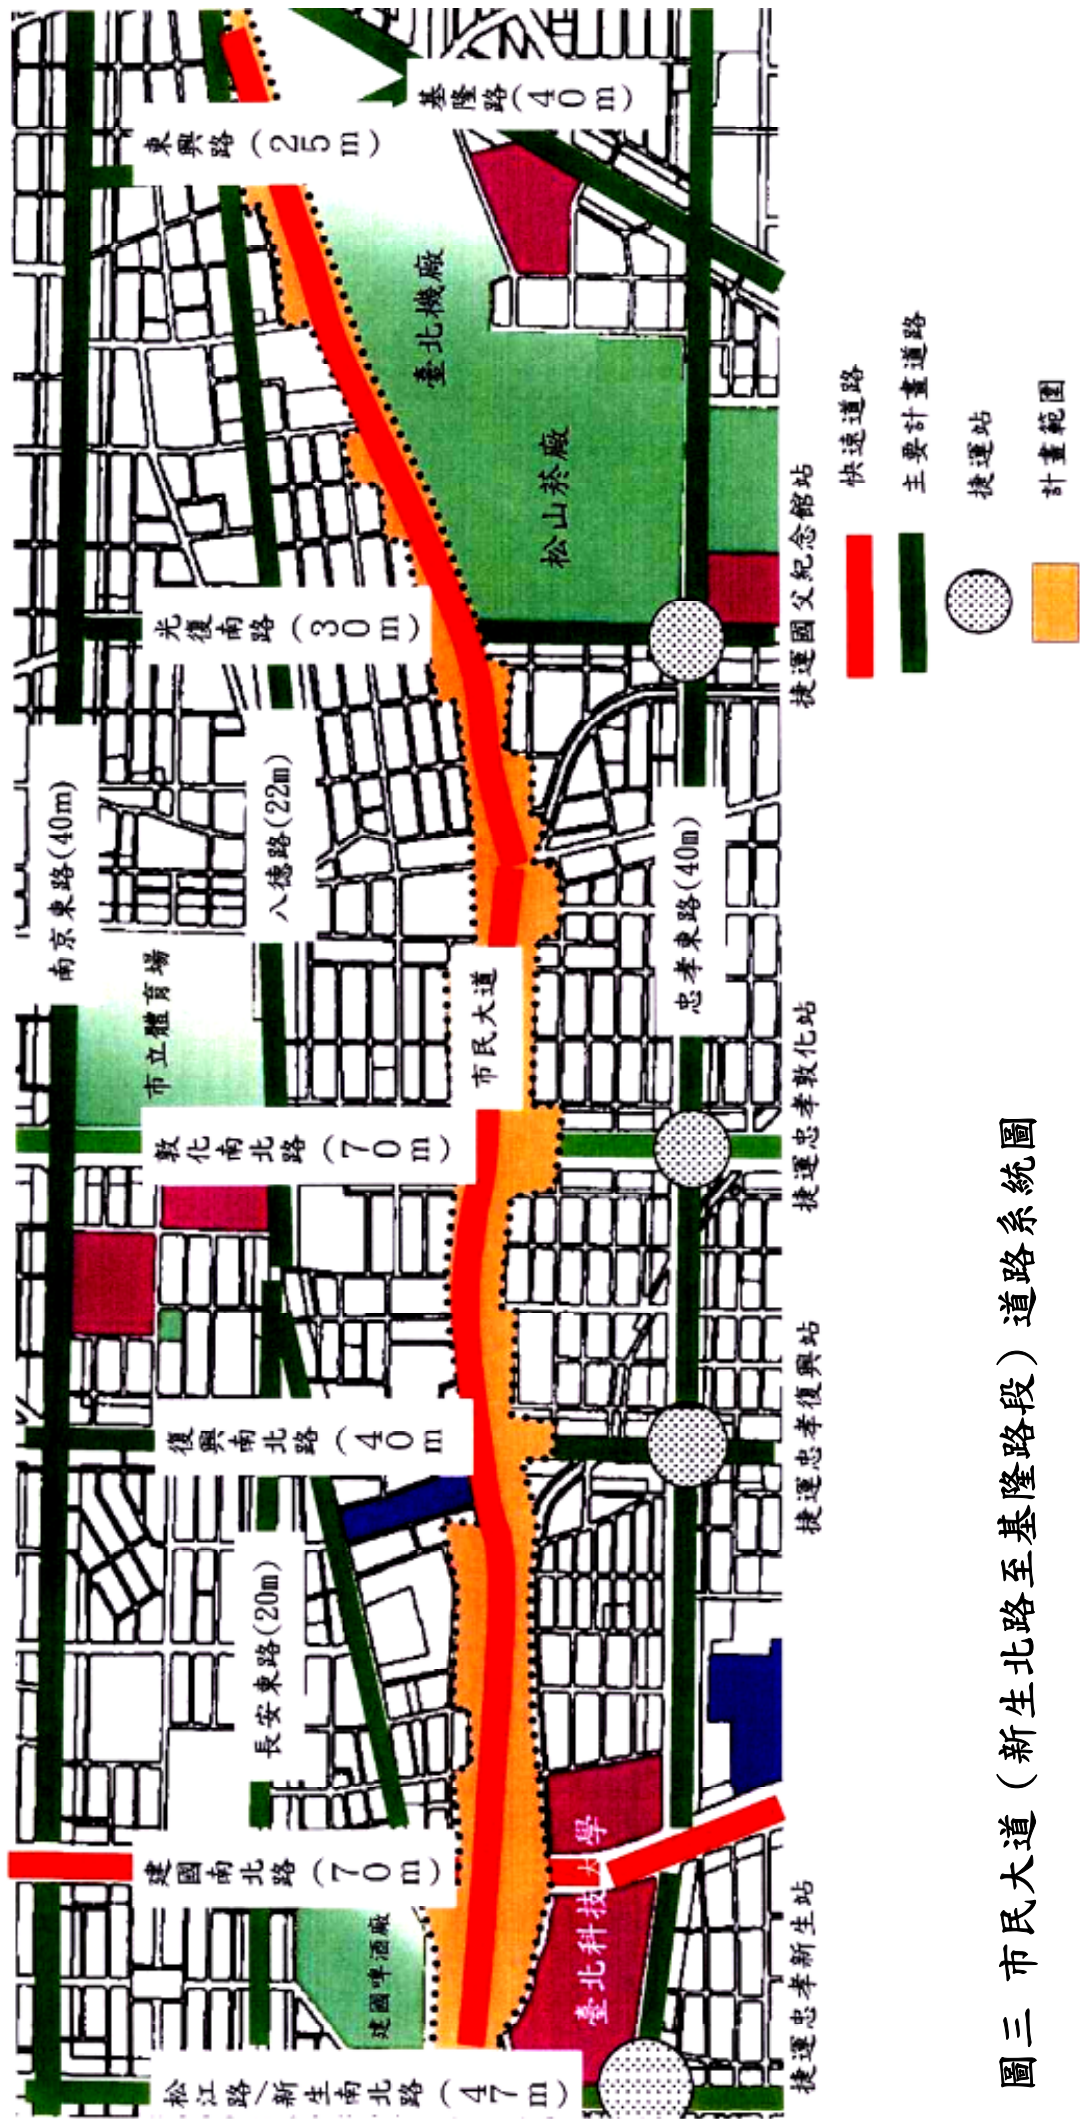 南京東路(40m)
八德路(22m)
長安東路(20m)
市民大道
忠孝東路(40m)
松江路/新生南北路(47m)
建國南北路(70m)
復興南北路(40m)
敦化南北路(70m)
光復南路(30m)
東興路(25m)
基隆路(40m)
建國啤酒廠
市立體育場
臺北機廠
松山菸廠
臺北科技大學
捷運忠孝新生站
捷運忠孝復興站
捷運忠孝敦化站
捷運國父紀念館站
快速道路
主要計畫道路
捷運站
計畫範圍
圖三 市民大道(新生北路至基隆路段)道路系統圖